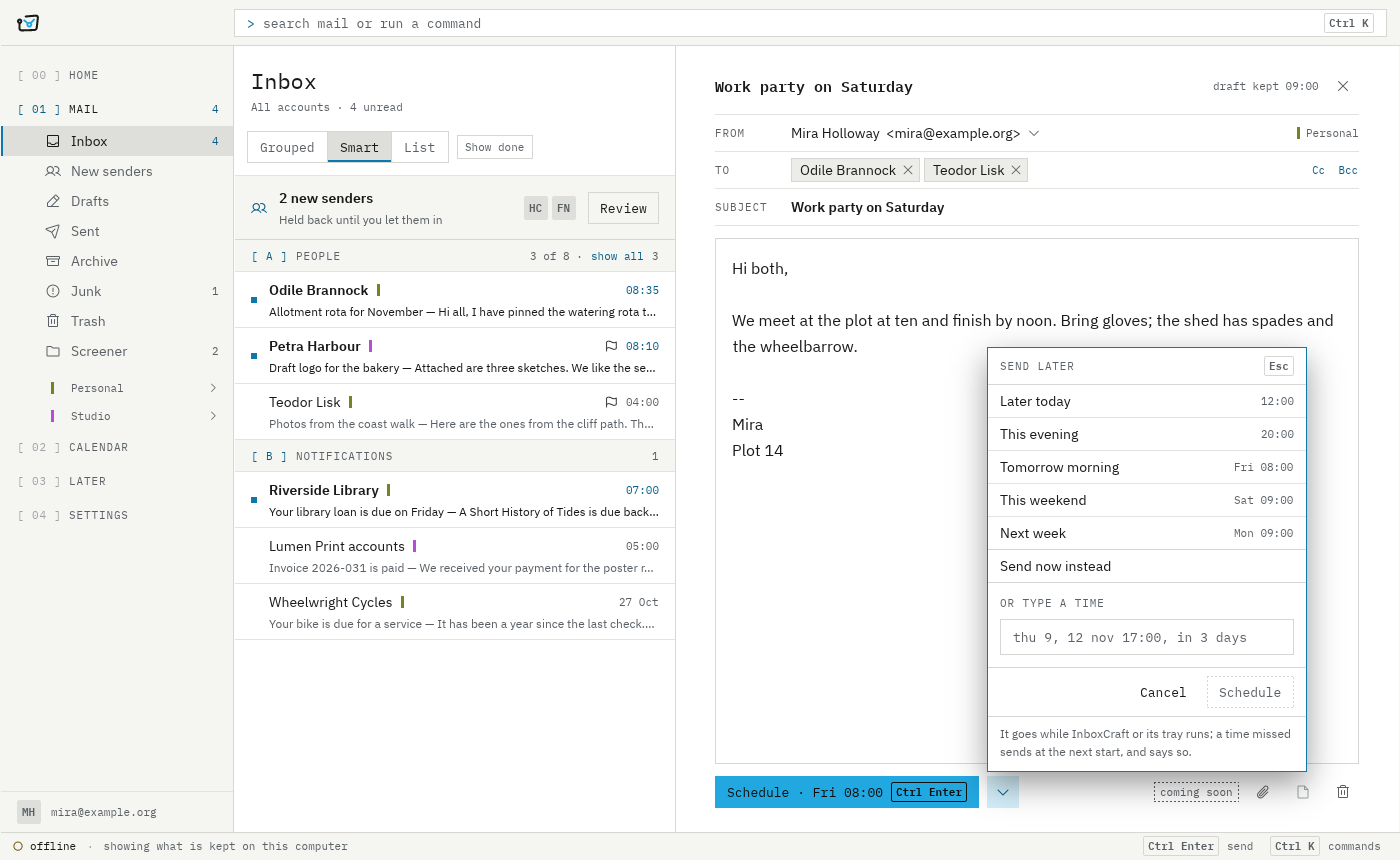 > search mail or run a command Ctrl K
[ 00 ] HOME
[ 01 ] MAIL 4
Inbox 4
New senders
Drafts
Sent
Archive
Junk 1
Trash
Screener 2
Personal
Studio
[ 02 ] CALENDAR
[ 03 ] LATER
[ 04 ] SETTINGS
MH mira@example.org
Inbox
All accounts · 4 unread
Grouped Smart List Show done
2 new senders
Held back until you let them in
HC FN Review
[ A ] PEOPLE 3 of 8 · show all 3
Odile Brannock 08:35
Allotment rota for November — Hi all, I have pinned the watering rota t…
Petra Harbour 08:10
Draft logo for the bakery — Attached are three sketches. We like the se…
Teodor Lisk 04:00
Photos from the coast walk — Here are the ones from the cliff path. Th…
[ B ] NOTIFICATIONS 1
Riverside Library 07:00
Your library loan is due on Friday — A Short History of Tides is due back…
Lumen Print accounts 05:00
Invoice 2026-031 is paid — We received your payment for the poster r…
Wheelwright Cycles 27 Oct
Your bike is due for a service — It has been a year since the last check.…
Work party on Saturday draft kept 09:00
FROM Mira Holloway <mira@example.org> Personal
TO Odile Brannock Teodor Lisk Cc Bcc
SUBJECT Work party on Saturday
Hi both,
We meet at the plot at ten and finish by noon. Bring gloves; the shed has spades and
the wheelbarrow.
--
Mira
Plot 14
SEND LATER Esc
Later today 12:00
This evening 20:00
Tomorrow morning Fri 08:00
This weekend Sat 09:00
Next week Mon 09:00
Send now instead
OR TYPE A TIME
thu 9, 12 nov 17:00, in 3 days
Cancel Schedule
It goes while InboxCraft or its tray runs; a time missed
sends at the next start, and says so.
Schedule · Fri 08:00 Ctrl Enter
coming soon
offline · showing what is kept on this computer
Ctrl Enter send Ctrl K commands